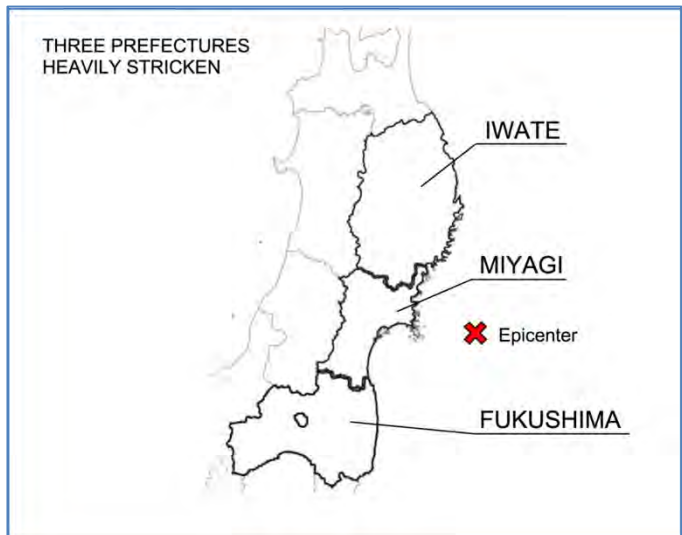 THREE PREFECTURES
HEAVILY STRICKEN
IWATE
MIYAGI
Epicenter
FUKUSHIMA